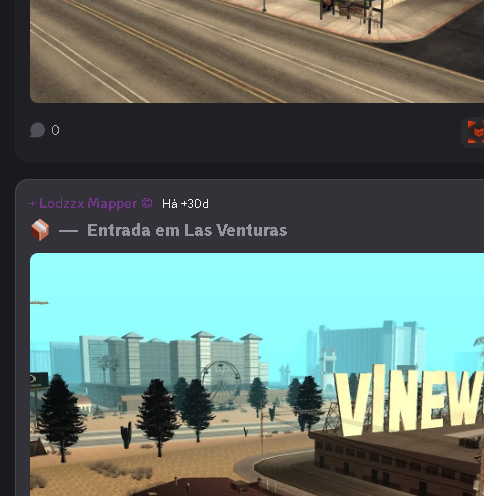 0
+ Lodzzx Mapper © Há +30d
— Entrada em Las Venturas
VINEW